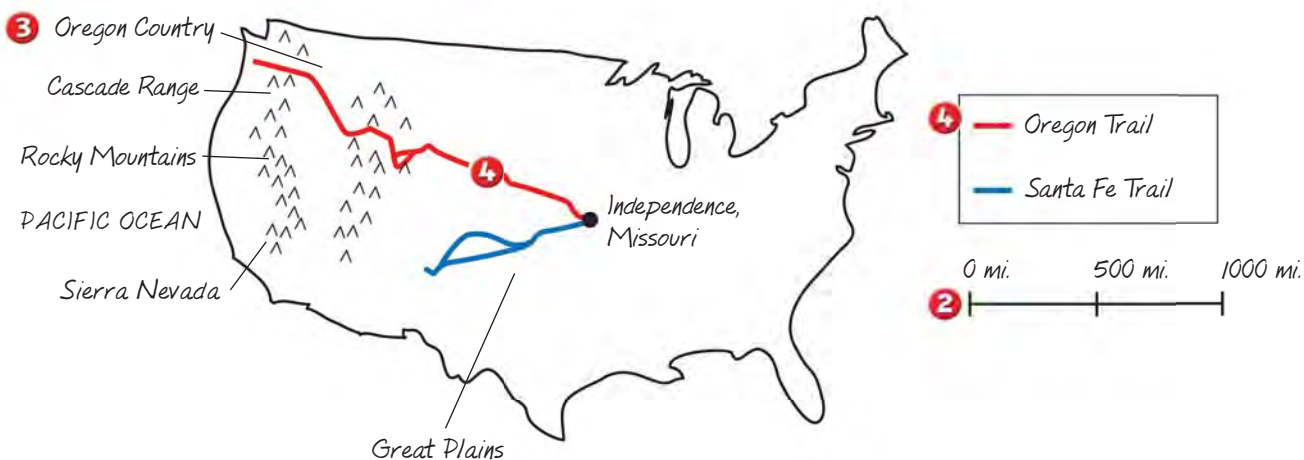 3 Oregon Country
Cascade Range
Rocky Mountains
PACIFIC OCEAN
Sierra Nevada
4
Independence,
Missouri
Great Plains
4 Oregon Trail
Santa Fe Trail
0 mi. 500 mi. 1000 mi.
2